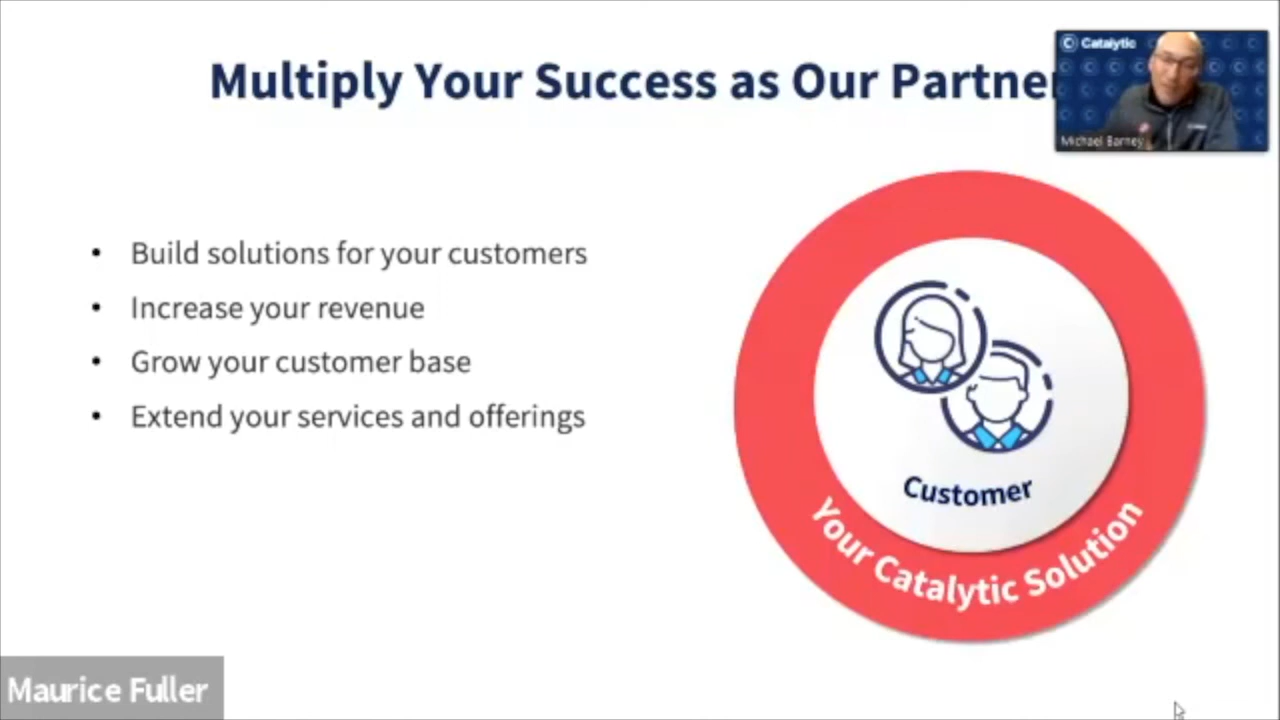 Multiply Your Success as Our Partner
Catalytic
Michael Barney
• Build solutions for your customers
• Increase your revenue
• Grow your customer base
• Extend your services and offerings
Customer
Your Catalytic Solution
Maurice Fuller